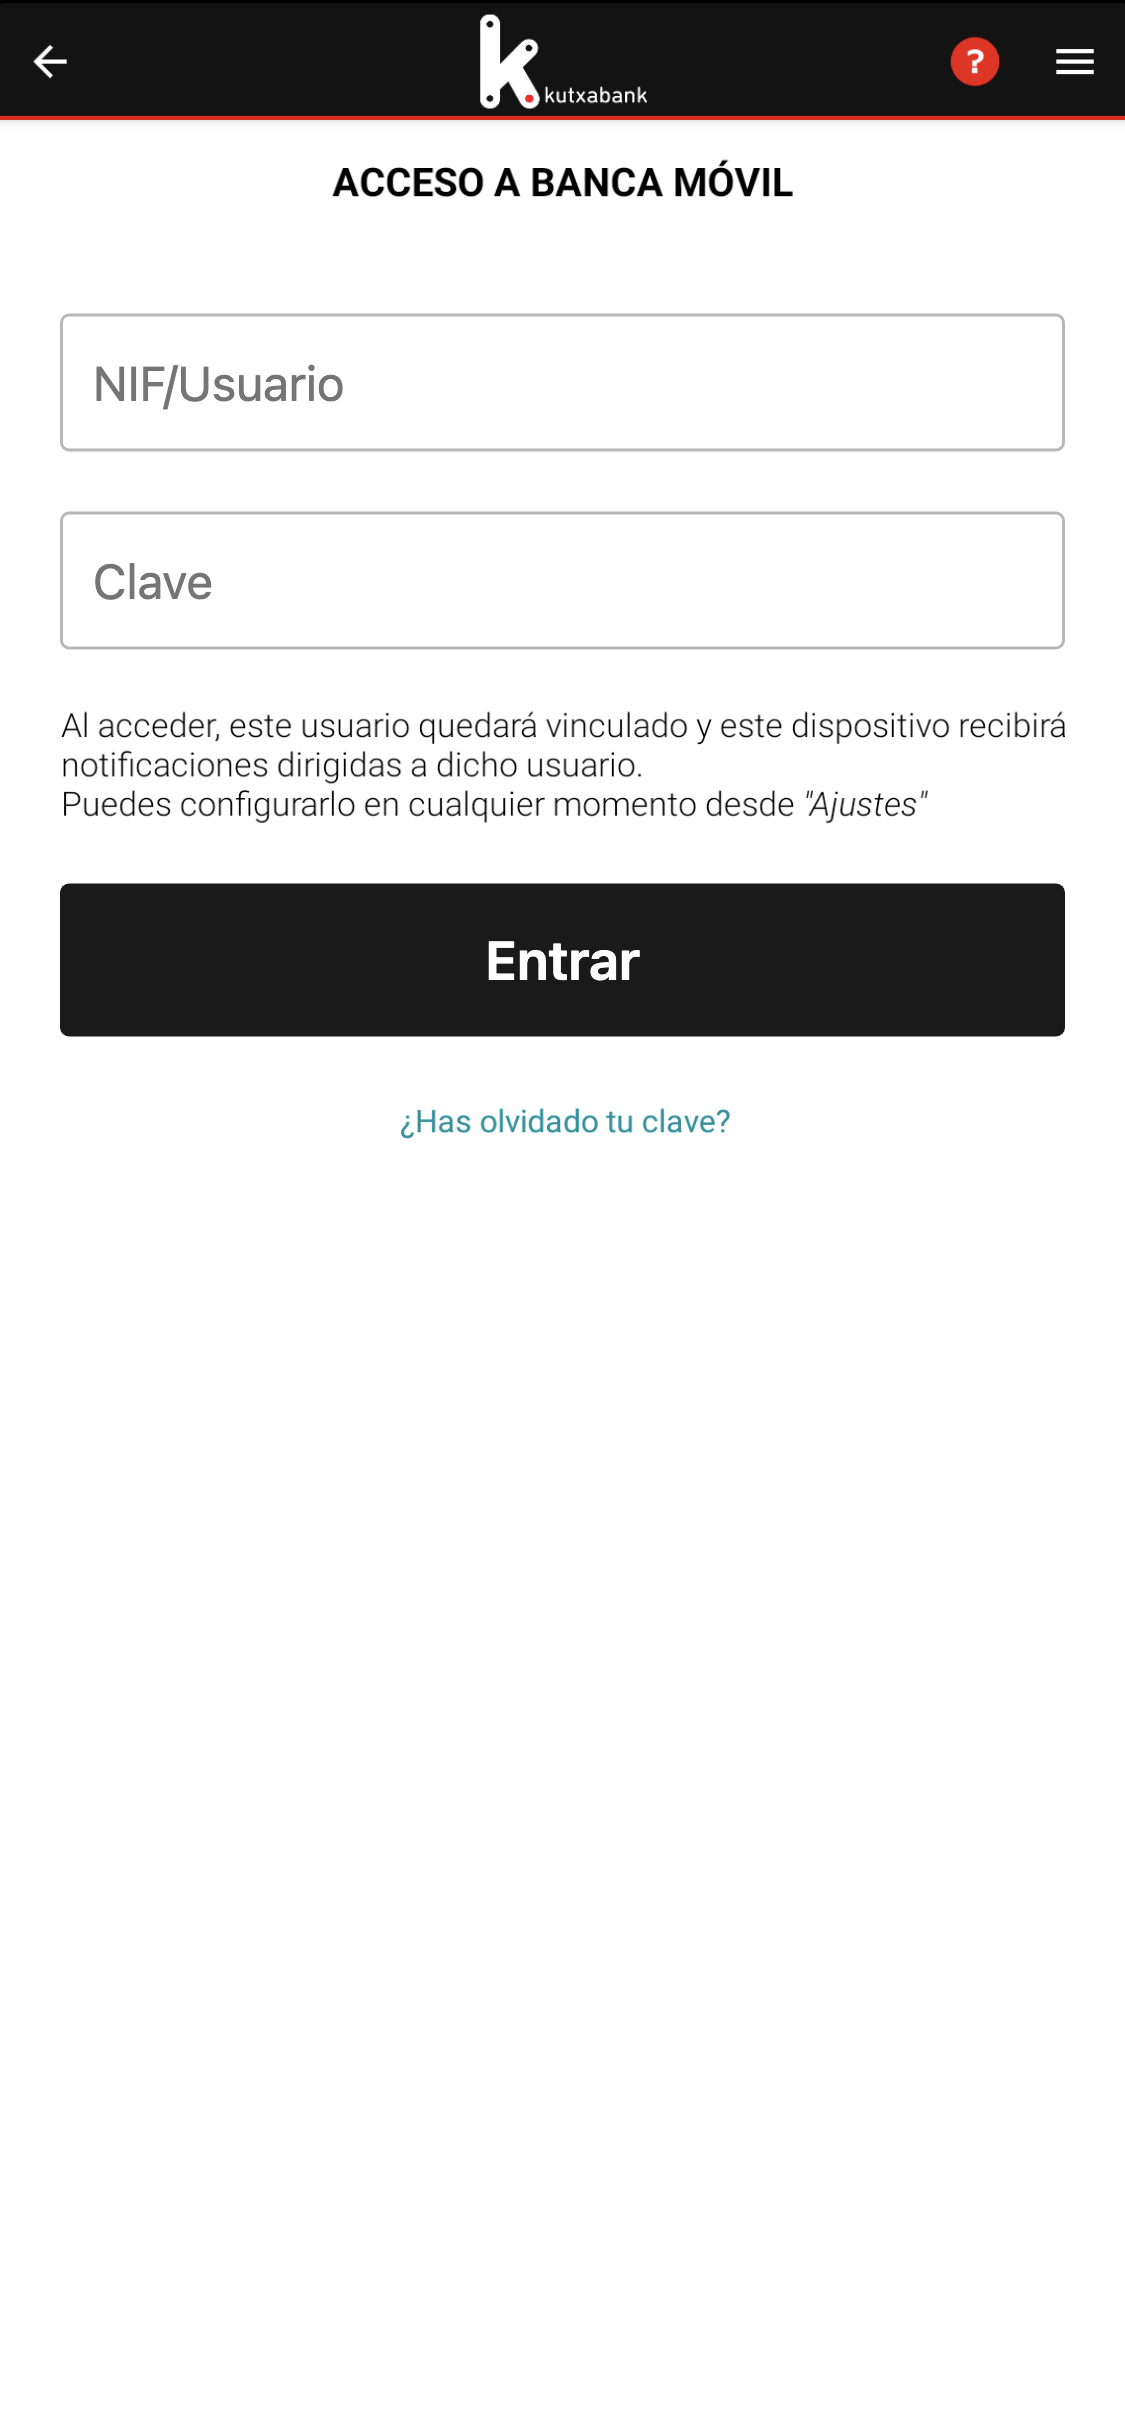 k.kutxabank
?
ACCESO A BANCA MÓVIL
NIF/Usuario
Clave
Al acceder, este usuario quedará vinculado y este dispositivo recibirá
notificaciones dirigidas a dicho usuario.
Puedes configurarlo en cualquier momento desde "Ajustes"
Entrar
¿Has olvidado tu clave?